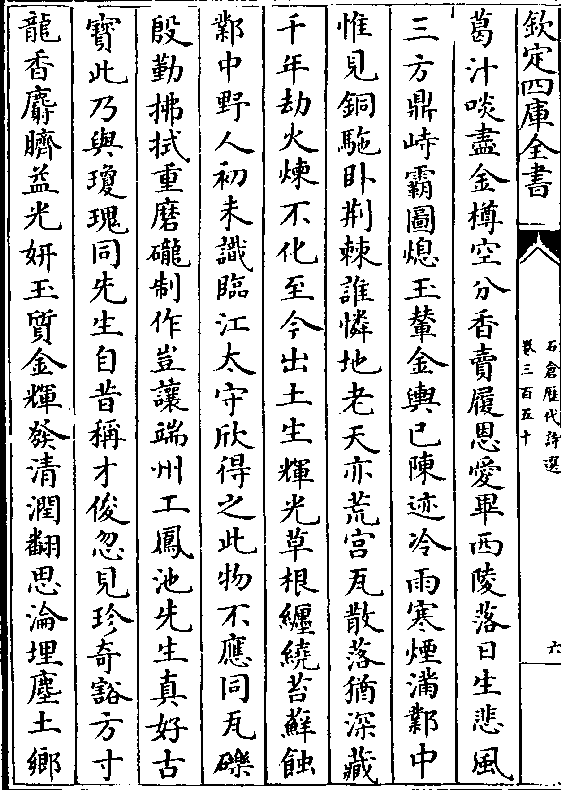 欽定四庫全書
石倉歷代詩選
卷三百五十
六
葛汁啖盡金樽空分香賣履恩愛畢西陵落日生悲風
三方鼎峙霸圖熄玉輦金輿已陳迹冷雨寒煙滿鄴中
惟見銅駞卧荆棘誰憐地老天亦荒宫瓦散落猶深藏
千年劫火煉不化至今出土生輝光草根纏繞苔蘚蝕
鄴中野人初未識臨江太守欣得之此物不應同瓦礫
殷勤拂拭重磨礲制作豈讓端州工鳳池先生真好古
寶此乃與瓊瑰同先生自昔稱才俊忽見珍奇豁方寸
龍香麝臍益光妍玉質金輝發清潤翻思淪埋塵土鄉